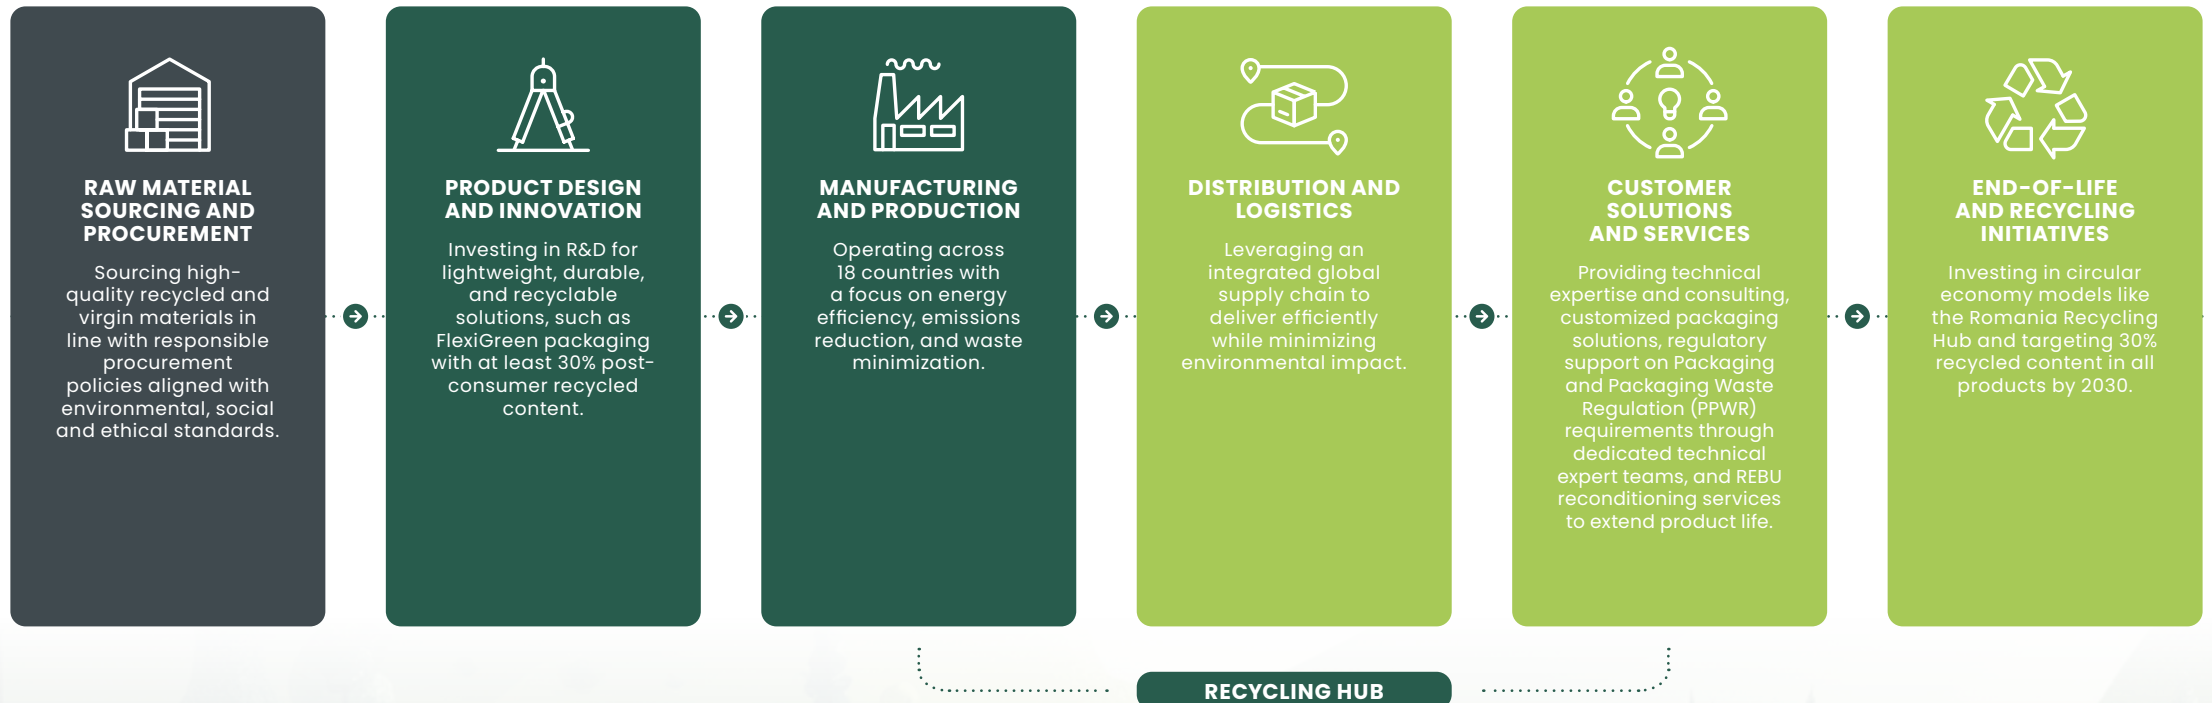 RAW MATERIAL
SOURCING AND
PROCUREMENT
Sourcing high-
quality recycled and
virgin materials in
line with responsible
procurement
policies aligned with
environmental, social
and ethical standards.
PRODUCT DESIGN
AND INNOVATION
Investing in R&D for
lightweight, durable,
and recyclable
solutions, such as
FlexiGreen packaging
with at least 30% post-
consumer recycled
content.
MANUFACTURING
AND PRODUCTION
Operating across
18 countries with
a focus on energy
efficiency, emissions
reduction, and waste
minimization.
DISTRIBUTION AND
LOGISTICS
Leveraging an
integrated global
supply chain to
deliver efficiently
while minimizing
environmental impact.
CUSTOMER
SOLUTIONS
AND SERVICES
Providing technical
expertise and consulting,
customized packaging
solutions, regulatory
support on Packaging
and Packaging Waste
Regulation (PPWR)
requirements through
dedicated technical
expert teams, and REBU
reconditioning services
to extend product life.
END-OF-LIFE
AND RECYCLING
INITIATIVES
Investing in circular
economy models like
the Romania Recycling
Hub and targeting 30%
recycled content in all
products by 2030.
RECYCLING HUB